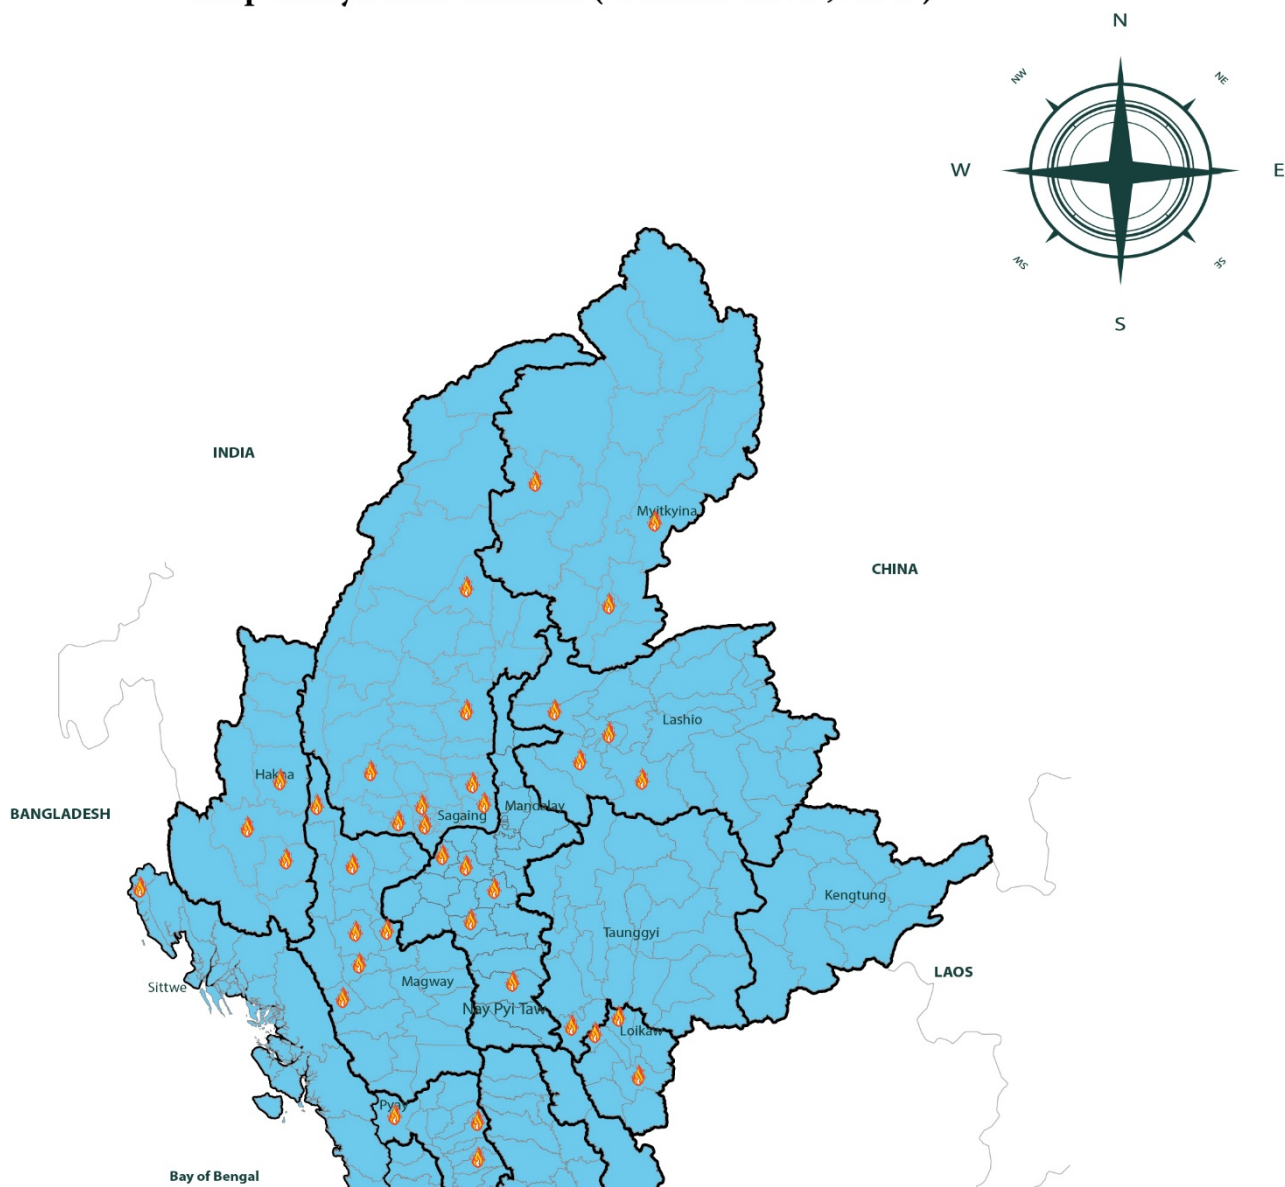 N
NW
NE
W
E
SW
SE
S
INDIA
Myitkyina
CHINA
Lashio
Hakha
Mandalay
BANGLADESH
Sagaing
Kengtung
Taunggyi
LAOS
Magway
Sittwe
Nay Pyi Taw
Loikaw
Pyay
Bay of Bengal